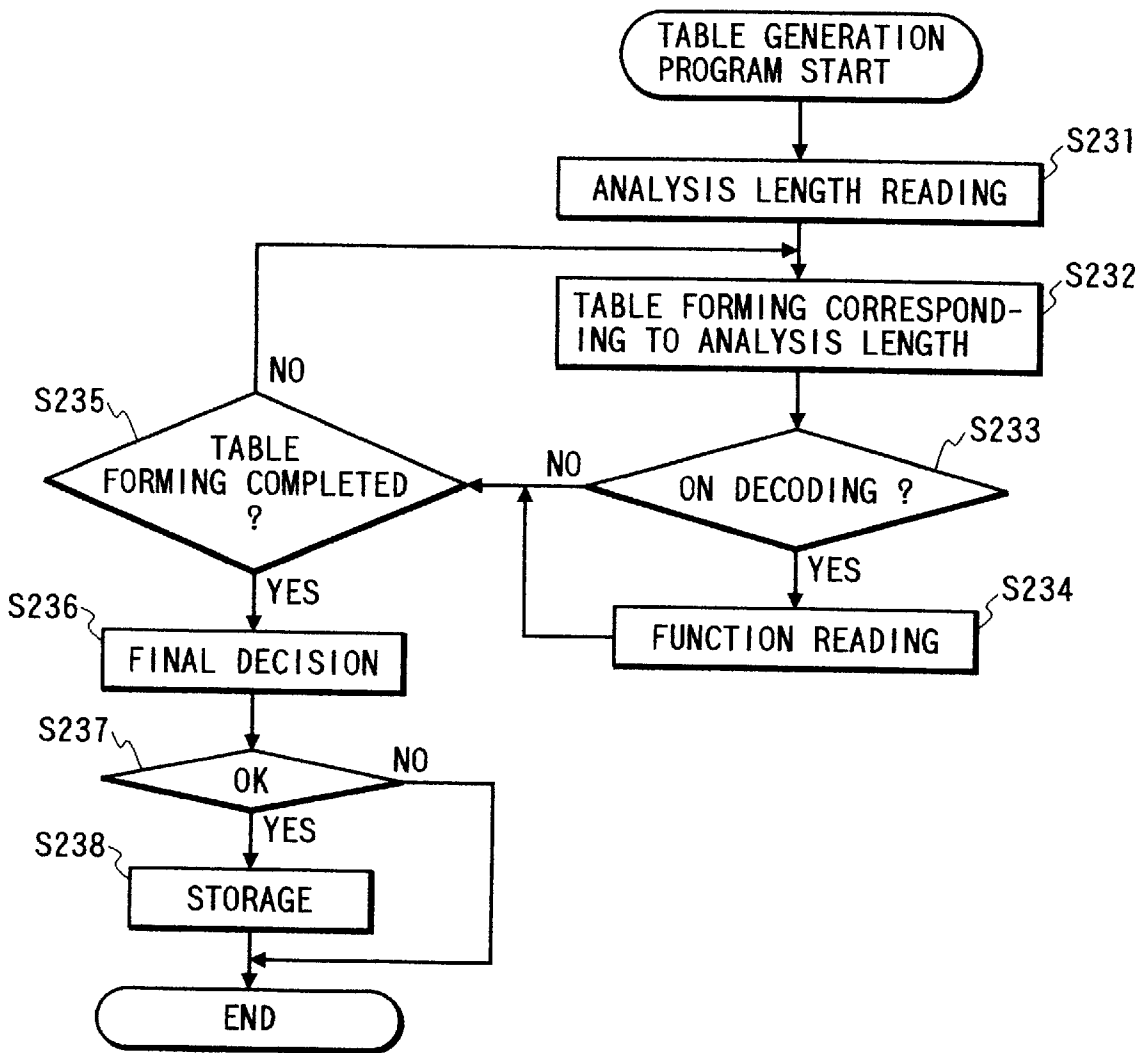 TABLE GENERATION
PROGRAM START
S231
ANALYSIS LENGTH READING
S232
TABLE FORMING CORRESPOND-
ING TO ANALYSIS LENGTH
NO
S235
TABLE
FORMING COMPLETED
?
NO
S233
ON DECODING ?
YES
YES
S234
FUNCTION READING
S236
FINAL DECISION
S237
OK
NO
YES
S238
STORAGE
END